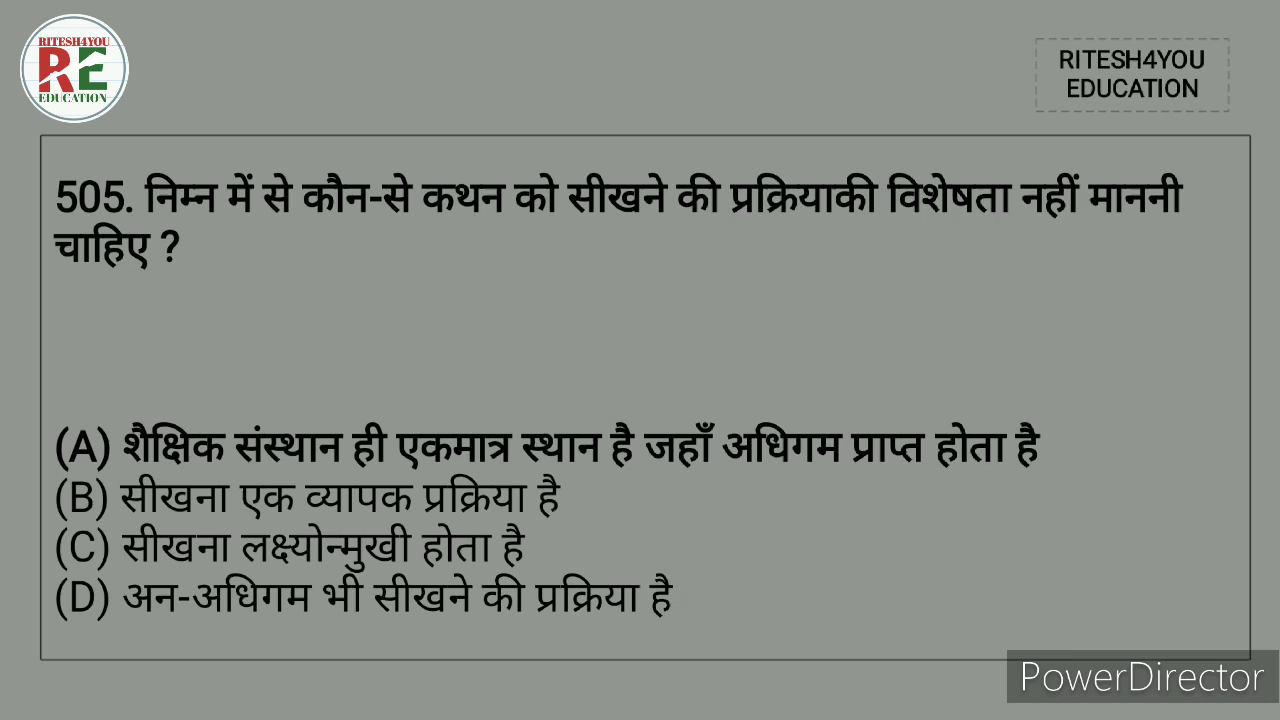 RITESH4YOU
RE
EDUCATION
RITESH4YOU
EDUCATION
505. निम्न में से कौन-से कथन को सीखने की प्रक्रियाकी विशेषता नहीं माननी
चाहिए ?
(A) शैक्षिक संस्थान ही एकमात्र स्थान है जहाँ अधिगम प्राप्त होता है
(B) सीखना एक व्यापक प्रक्रिया है
(C) सीखना लक्ष्योन्मुखी होता है
(D) अन-अधिगम भी सीखने की प्रक्रिया है
PowerDirector